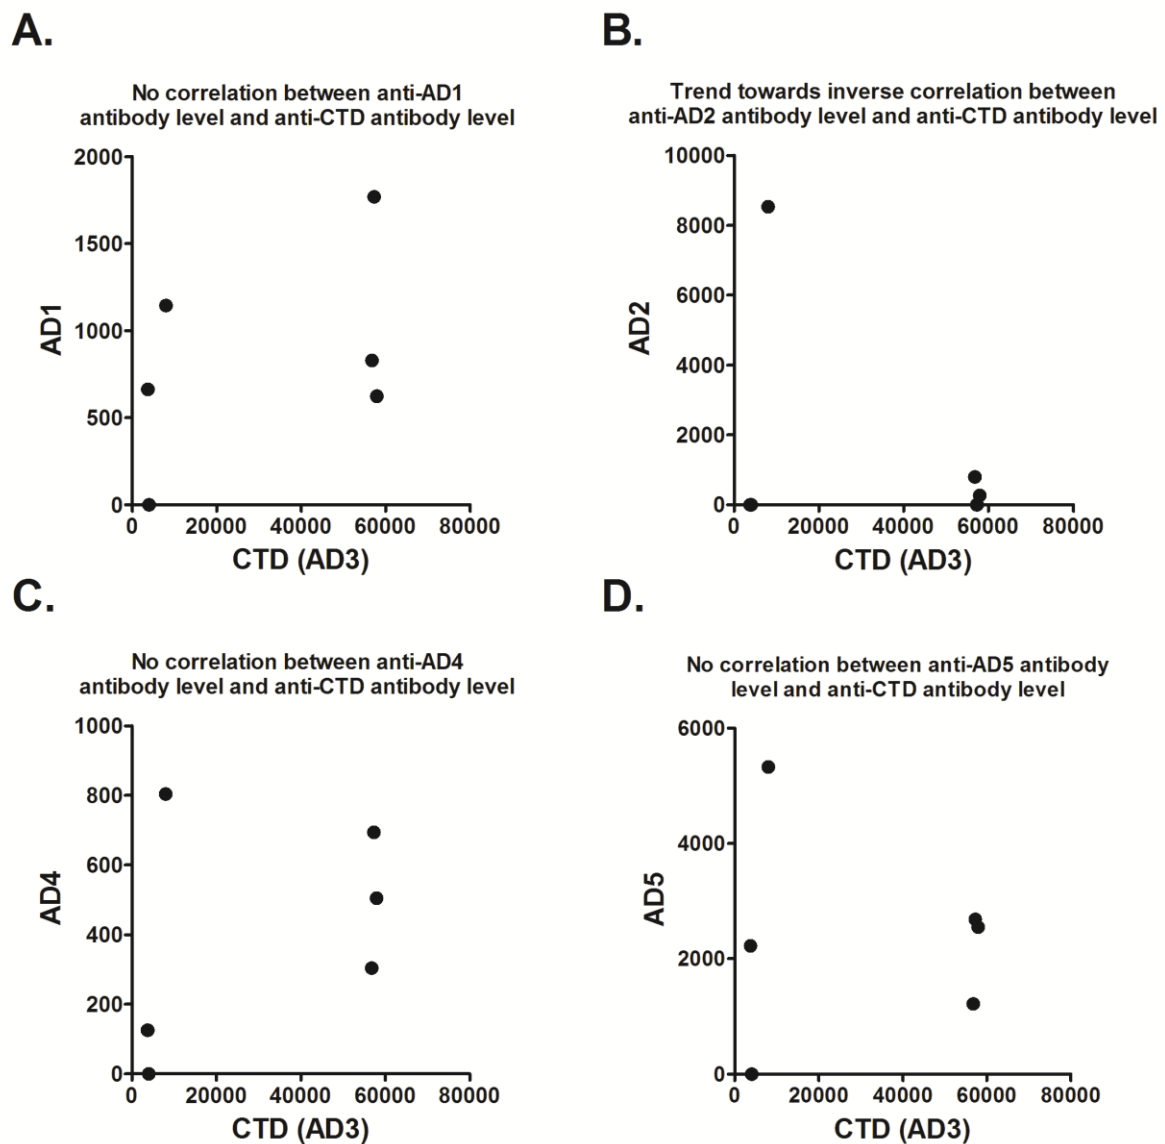 A.
No correlation between anti-AD1
antibody level and anti-CTD antibody level
2000
1500
1000
500
0
AD1
0 20000 40000 60000 80000
CTD (AD3)
B.
Trend towards inverse correlation between
anti-AD2 antibody level and anti-CTD antibody level
10000
8000
6000
4000
2000
0
AD2
0 20000 40000 60000 80000
CTD (AD3)
C.
No correlation between anti-AD4
antibody level and anti-CTD antibody level
1000
800
600
400
200
0
AD4
0 20000 40000 60000 80000
CTD (AD3)
D.
No correlation between anti-AD5 antibody
level and anti-CTD antibody level
6000
4000
2000
0
AD5
0 20000 40000 60000 80000
CTD (AD3)